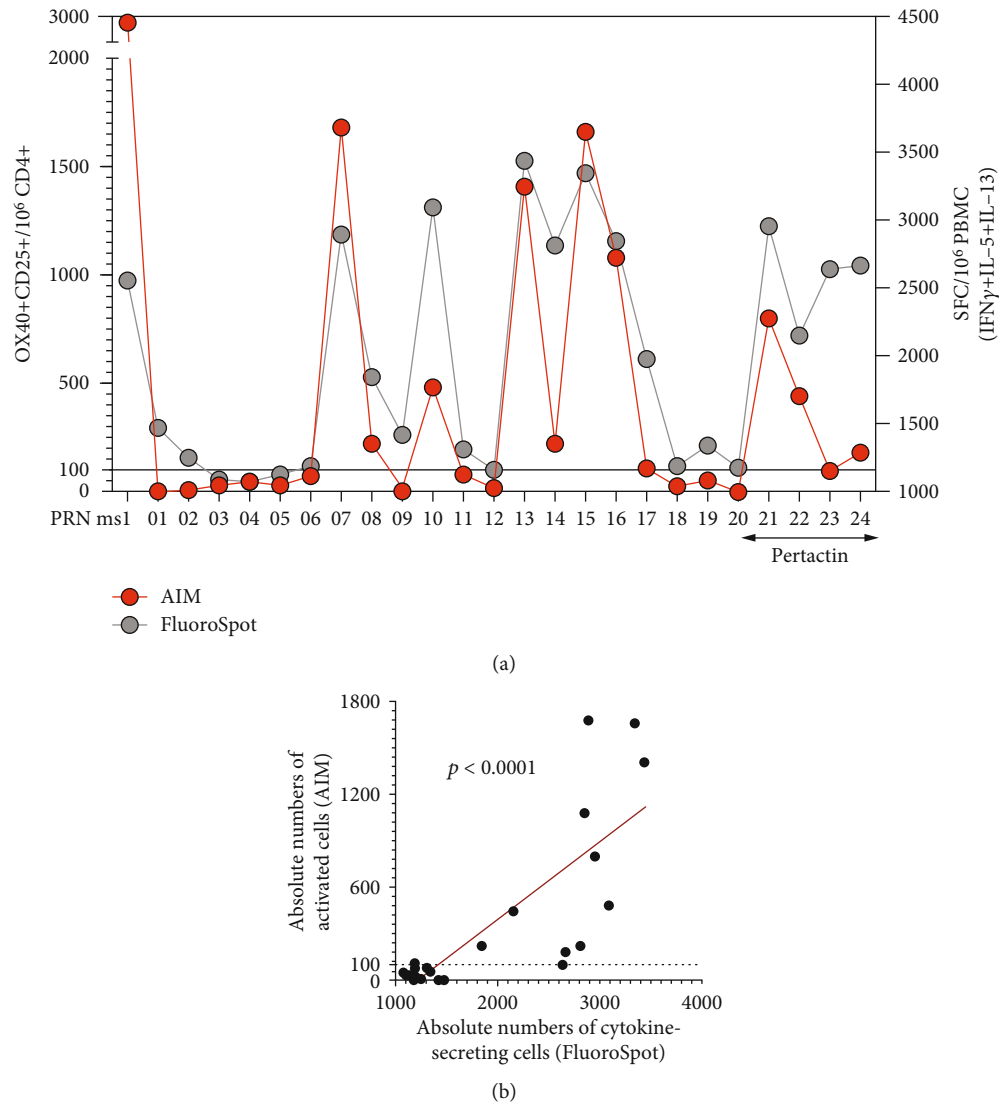 3000
2000
1500
1000
500
100
0
OX40+CD25+/10⁶ CD4+
4500
4000
3500
3000
2500
2000
1500
1000
SFC/10⁶ PBMC
(IFNγ+IL–5+IL–13)
PRN ms1 01 02 03 04 05 06 07 08 09 10 11 12 13 14 15 16 17 18 19 20 21 22 23 24
Pertactin
AIM
FluoroSpot
(a)
1800
1200
600
100
0
Absolute numbers of
activated cells (AIM)
p < 0.0001
1000 2000 3000 4000
Absolute numbers of cytokine-
secreting cells (FluoroSpot)
(b)